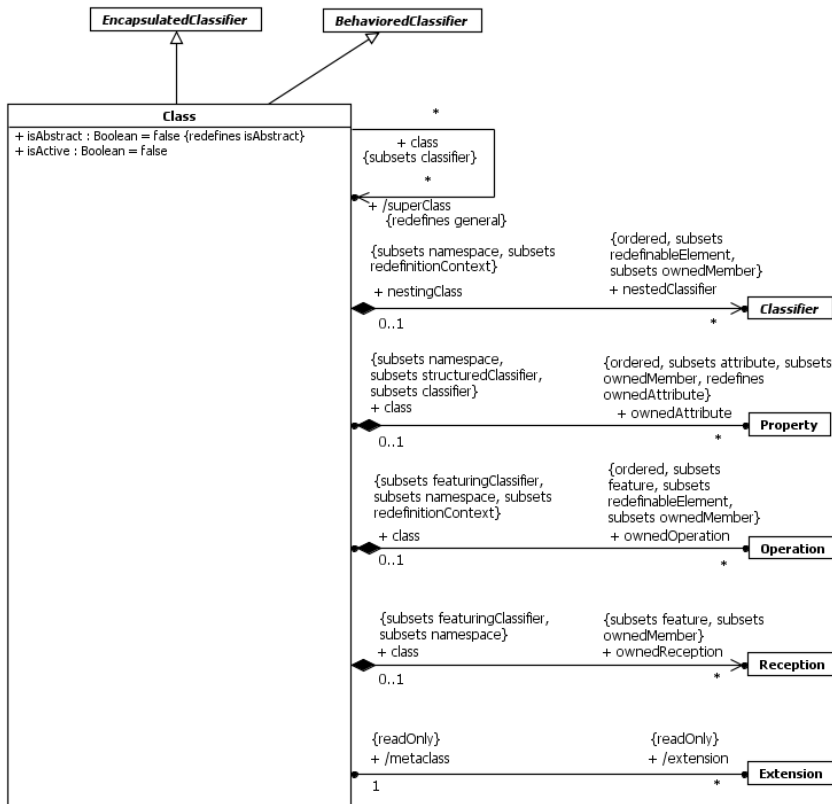 EncapsulatedClassifier
BehavioredClassifier
Class
+ isAbstract : Boolean = false {redefines isAbstract}
+ isActive : Boolean = false
*
+ class
{subsets classifier}
*
+ /superClass
{redefines general}
{subsets namespace, subsets
redefinitionContext}
+ nestingClass
0..1
{ordered, subsets
redefinableElement,
subsets ownedMember}
+ nestedClassifier
*
Classifier
{subsets namespace,
subsets structuredClassifier,
subsets classifier}
+ class
0..1
{ordered, subsets attribute, subsets
ownedMember, redefines
ownedAttribute}
+ ownedAttribute
*
Property
{subsets featuringClassifier,
subsets namespace, subsets
redefinitionContext}
+ class
0..1
{ordered, subsets
feature, subsets
redefinableElement,
subsets ownedMember}
+ ownedOperation
*
Operation
{subsets featuringClassifier,
subsets namespace}
+ class
0..1
{subsets feature, subsets
ownedMember}
+ ownedReception
*
Reception
{readOnly}
+ /metaclass
1
{readOnly}
+ /extension
*
Extension